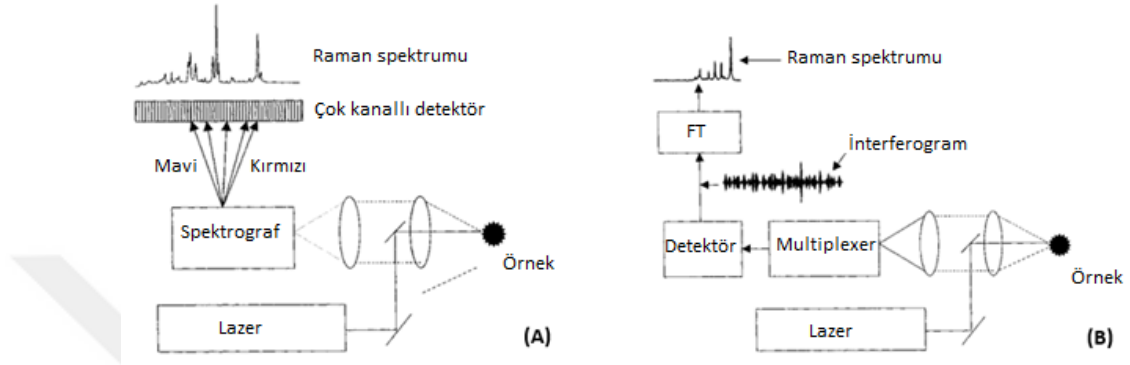 Raman spektrumu
Çok kanallı detektör
Mavi
Kırmızı
Spektrograf
Örnek
Lazer
(A)
Raman spektrumu
FT
İnterferogram
Detektör
Multiplexer
Örnek
Lazer
(B)